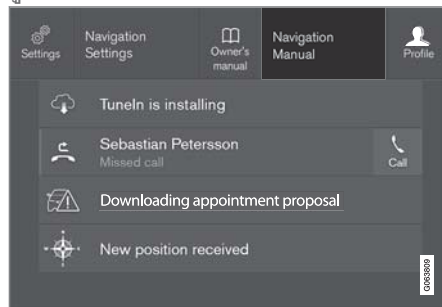 Settings
Navigation
Settings
Owner's
manual
Navigation
Manual
Profile
TuneIn is installing
Sebastian Petersson
Missed call
Call
Downloading appointment proposal
New position received
G063809